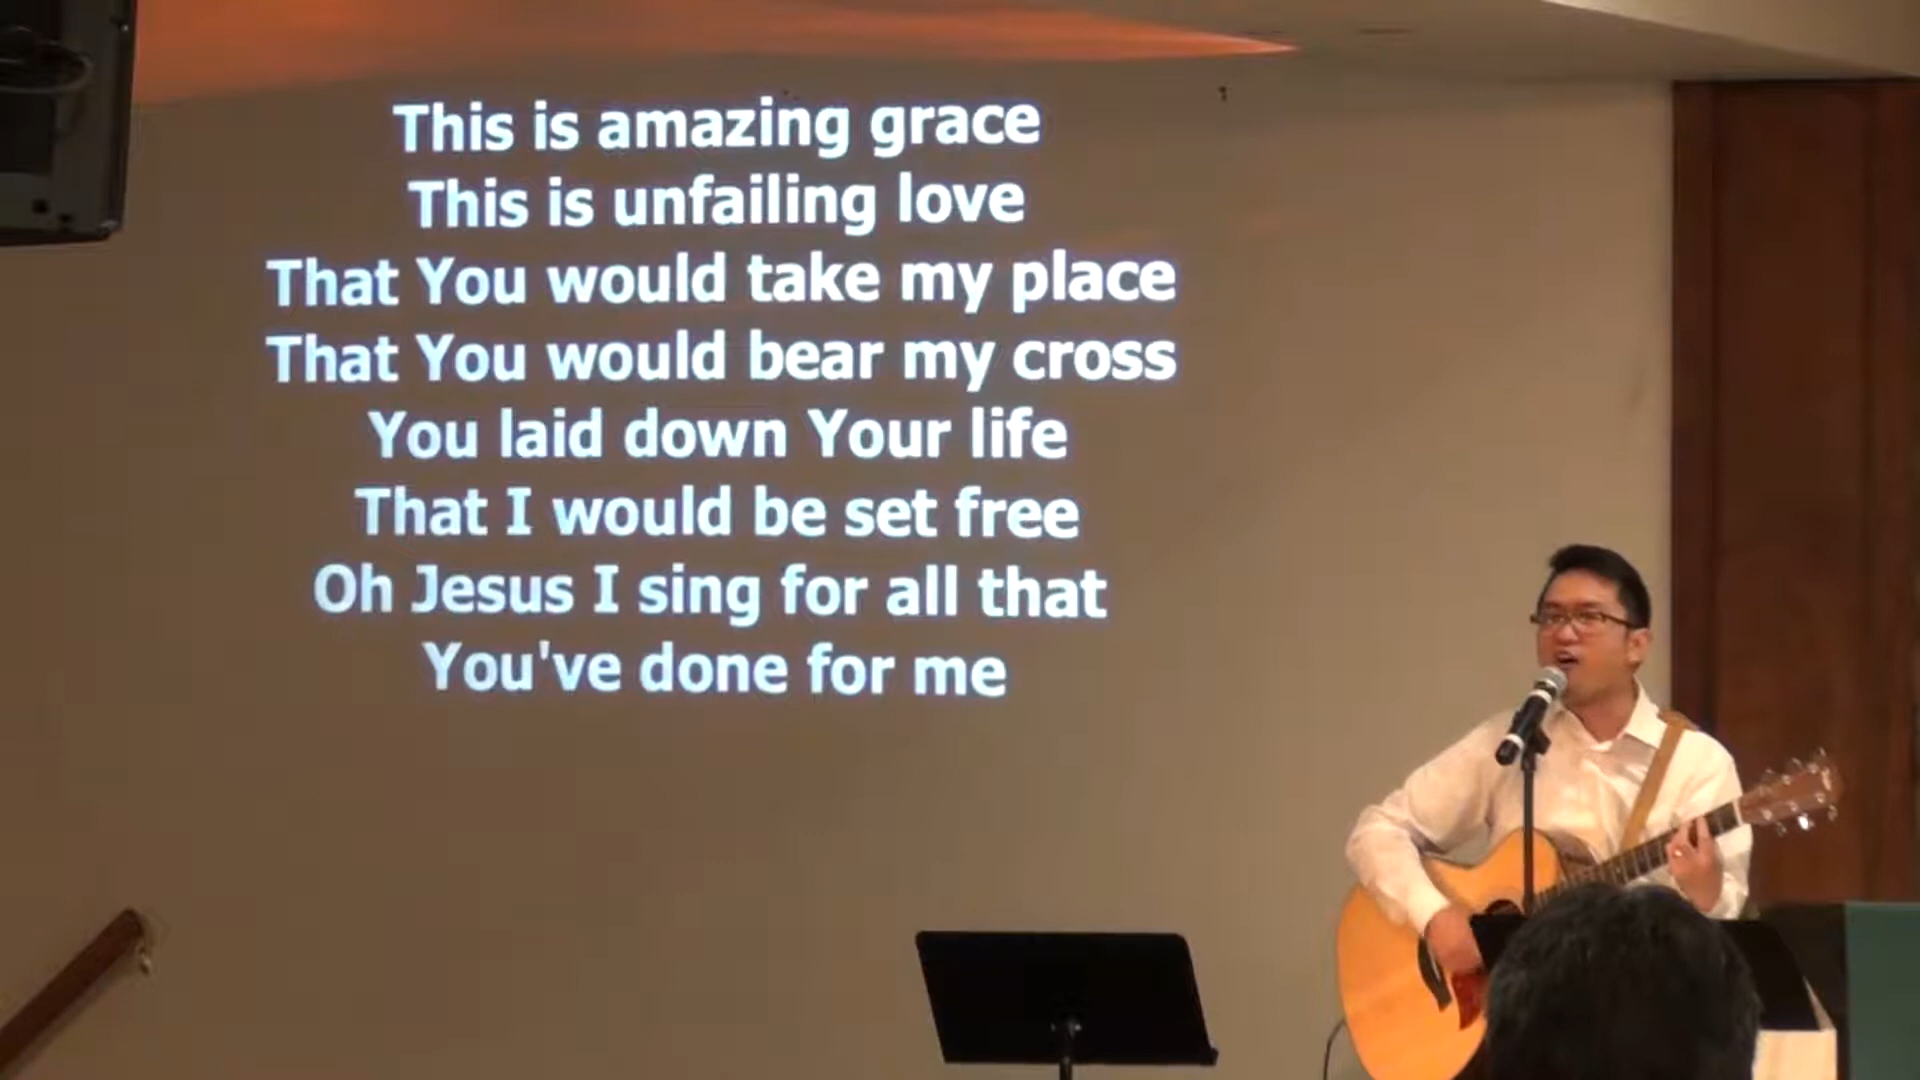 This is amazing grace
This is unfailing love
That You would take my place
That You would bear my cross
You laid down Your life
That I would be set free
Oh Jesus I sing for all that
You've done for me